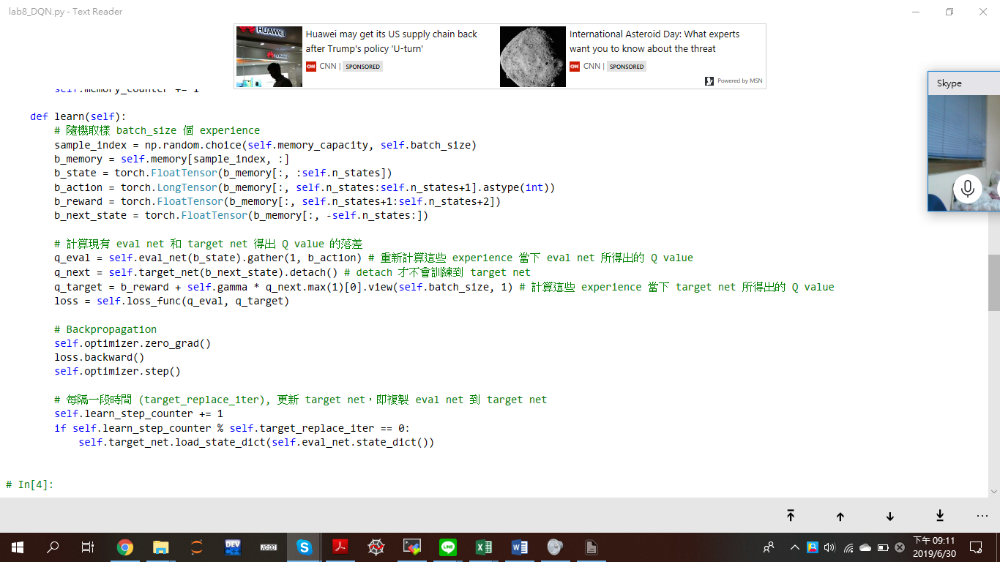 lab8_DQN.py - Text Reader
HUAWEI
Huawei may get its US supply chain back
after Trump's policy 'U-turn'
CNN | SPONSORED
International Asteroid Day: What experts
want you to know about the threat
CNN | SPONSORED
Powered by MSN
Skype
self.memory_counter += 1
def learn(self):
# 隨機取樣 batch_size 個 experience
sample_index = np.random.choice(self.memory_capacity, self.batch_size)
b_memory = self.memory[sample_index, :]
b_state = torch.FloatTensor(b_memory[:, :self.n_states])
b_action = torch.LongTensor(b_memory[:, self.n_states:self.n_states+1].astype(int))
b_reward = torch.FloatTensor(b_memory[:, self.n_states+1:self.n_states+2])
b_next_state = torch.FloatTensor(b_memory[:, -self.n_states:])
# 計算現有 eval net 和 target net 得出 Q value 的落差
q_eval = self.eval_net(b_state).gather(1, b_action) # 重新計算這些 experience 當下 eval net 所得出的 Q value
q_next = self.target_net(b_next_state).detach() # detach 才不會訓練到 target net
q_target = b_reward + self.gamma * q_next.max(1)[0].view(self.batch_size, 1) # 計算這些 experience 當下 target net 所得出的 Q value
loss = self.loss_func(q_eval, q_target)
# Backpropagation
self.optimizer.zero_grad()
loss.backward()
self.optimizer.step()
# 每隔一段時間 (target_replace_iter), 更新 target net，即複製 eval net 到 target net
self.learn_step_counter += 1
if self.learn_step_counter % self.target_replace_iter == 0:
self.target_net.load_state_dict(self.eval_net.state_dict())
# In[4]:
DEV
10:00
LINE
下午 09:11
2019/6/30